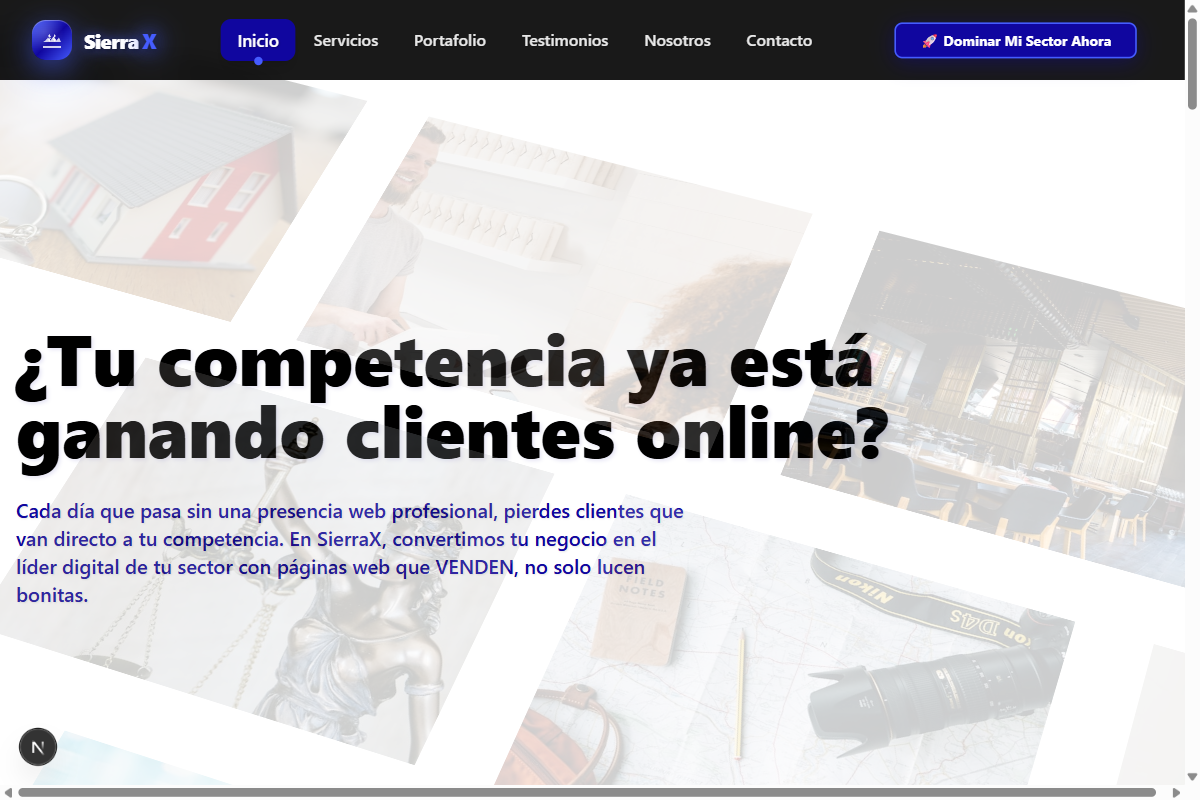 Sierra X
Inicio
Servicios
Portafolio
Testimonios
Nosotros
Contacto
🚀 Dominar Mi Sector Ahora
¿Tu competencia ya está
ganando clientes online?
Cada día que pasa sin una presencia web profesional, pierdes clientes que
van directo a tu competencia. En SierraX, convertimos tu negocio en el
líder digital de tu sector con páginas web que VENDEN, no solo lucen
bonitas.
FIELD
NOTES
Nikon
D4S
N